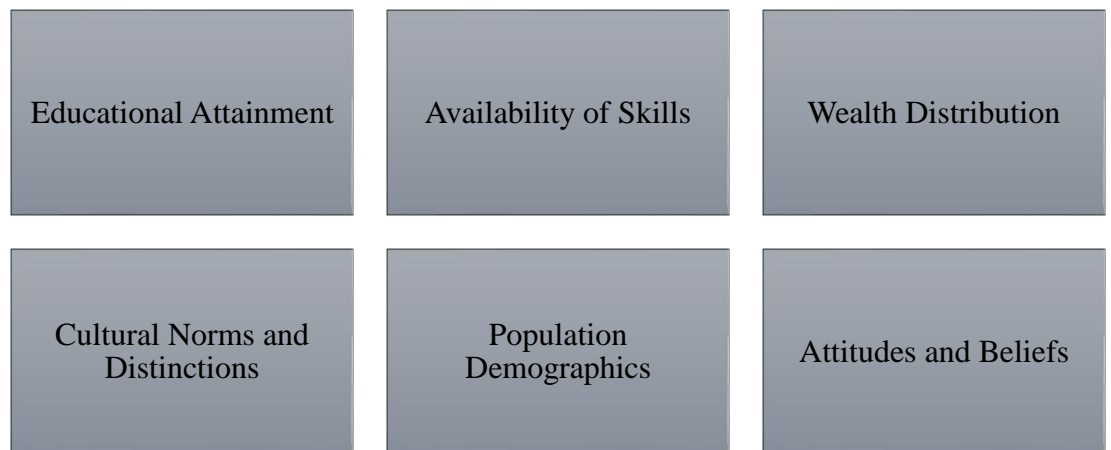 Educational Attainment
Availability of Skills
Wealth Distribution
Cultural Norms and
Distinctions
Population
Demographics
Attitudes and Beliefs